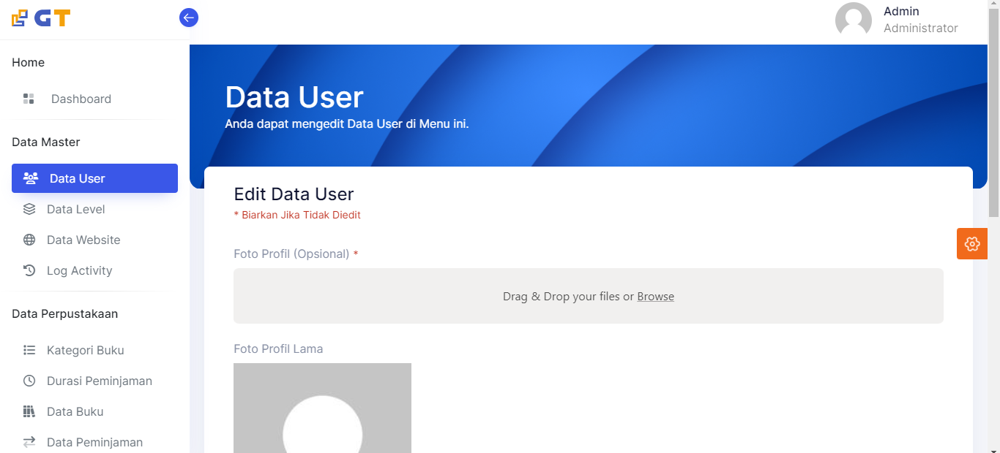 GT
Admin
Administrator
Home
Dashboard
Data Master
Data User
Data Level
Data Website
Log Activity
Data Perpustakaan
Kategori Buku
Durasi Peminjaman
Data Buku
Data Peminjaman
Data User
Anda dapat mengedit Data User di Menu ini.
Edit Data User
* Biarkan Jika Tidak Diedit
Foto Profil (Opsional) *
Drag & Drop your files or Browse
Foto Profil Lama